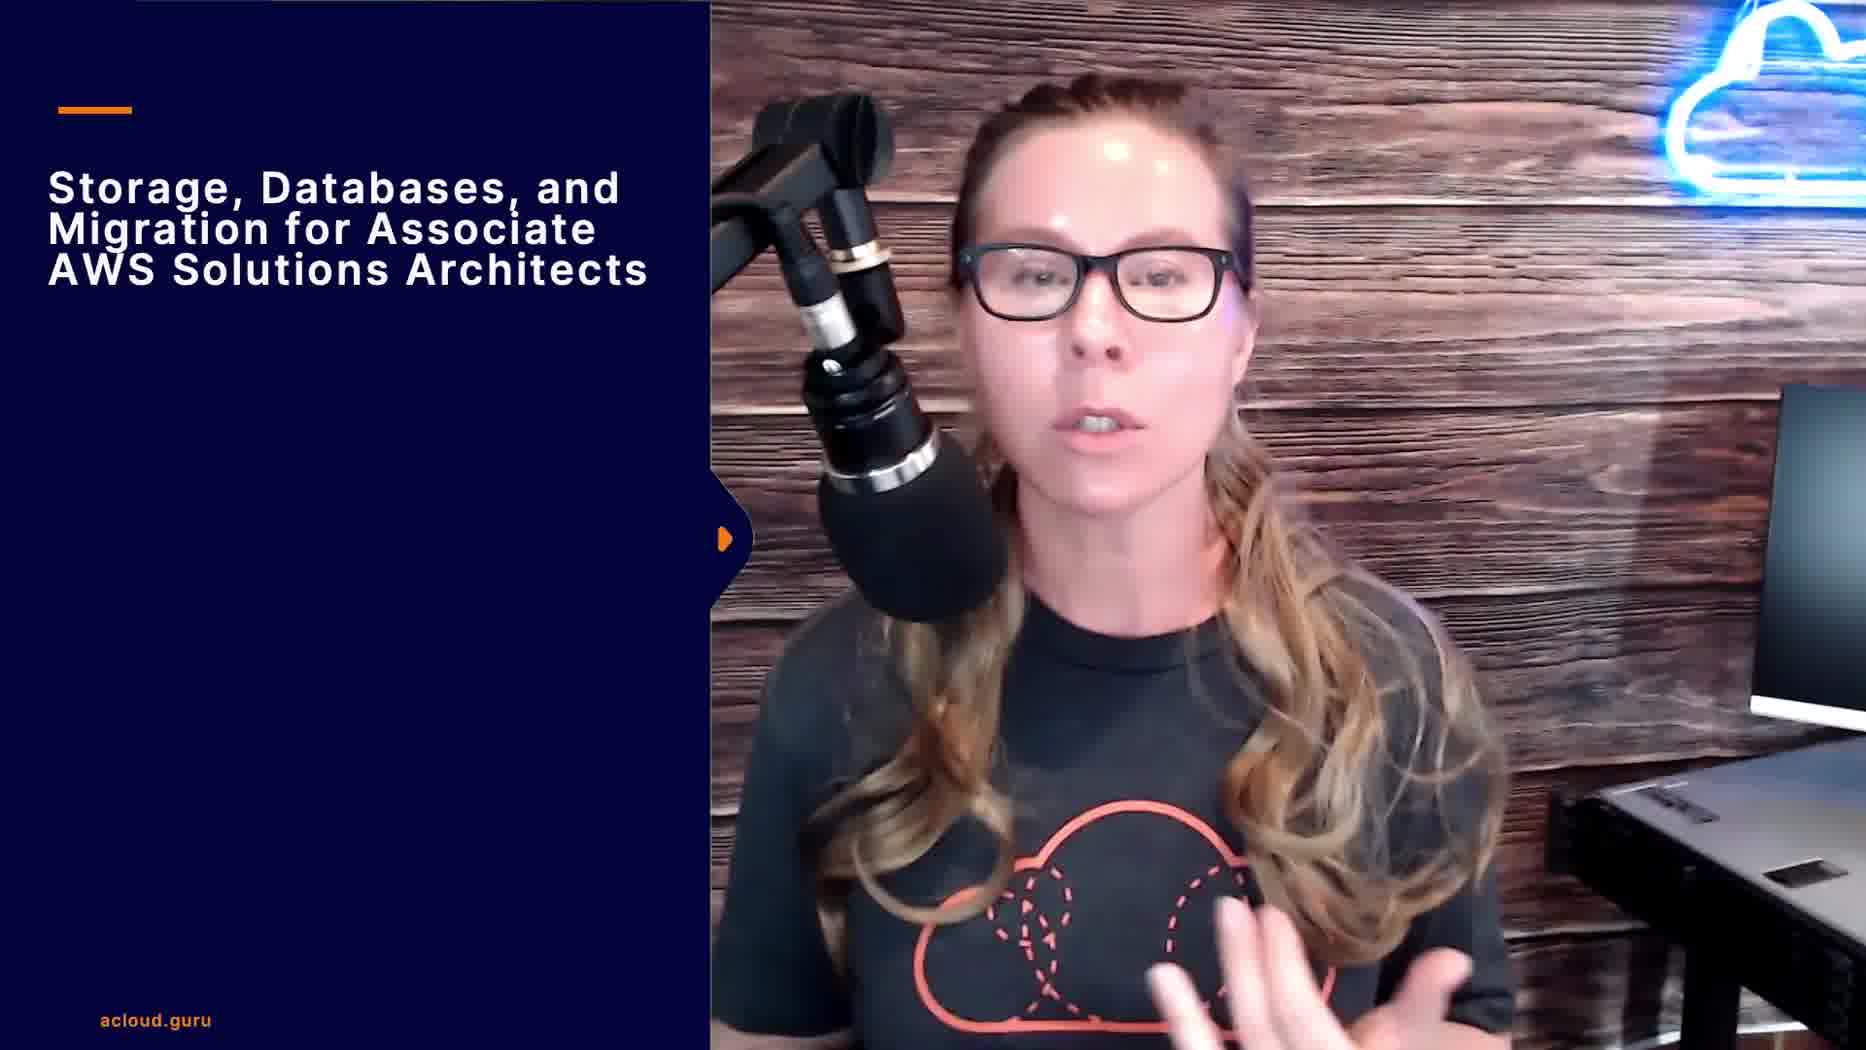 Storage, Databases, and
Migration for Associate
AWS Solutions Architects
acloud.guru